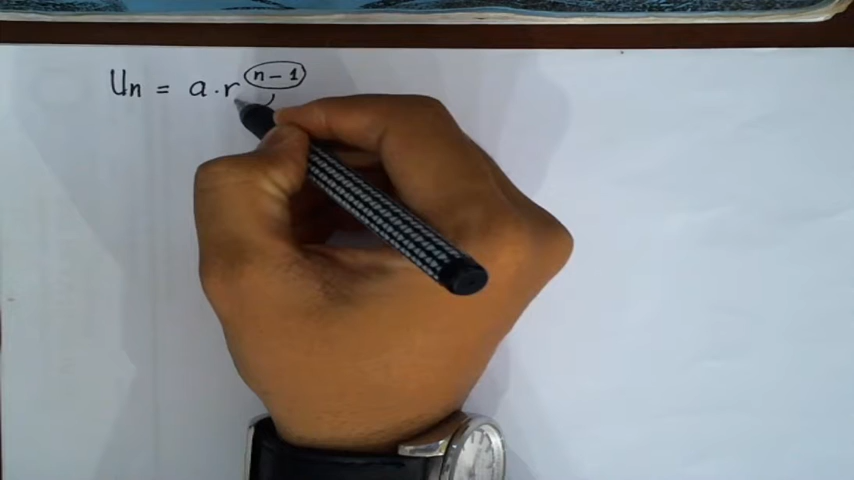 Un = a.r^(n-1)